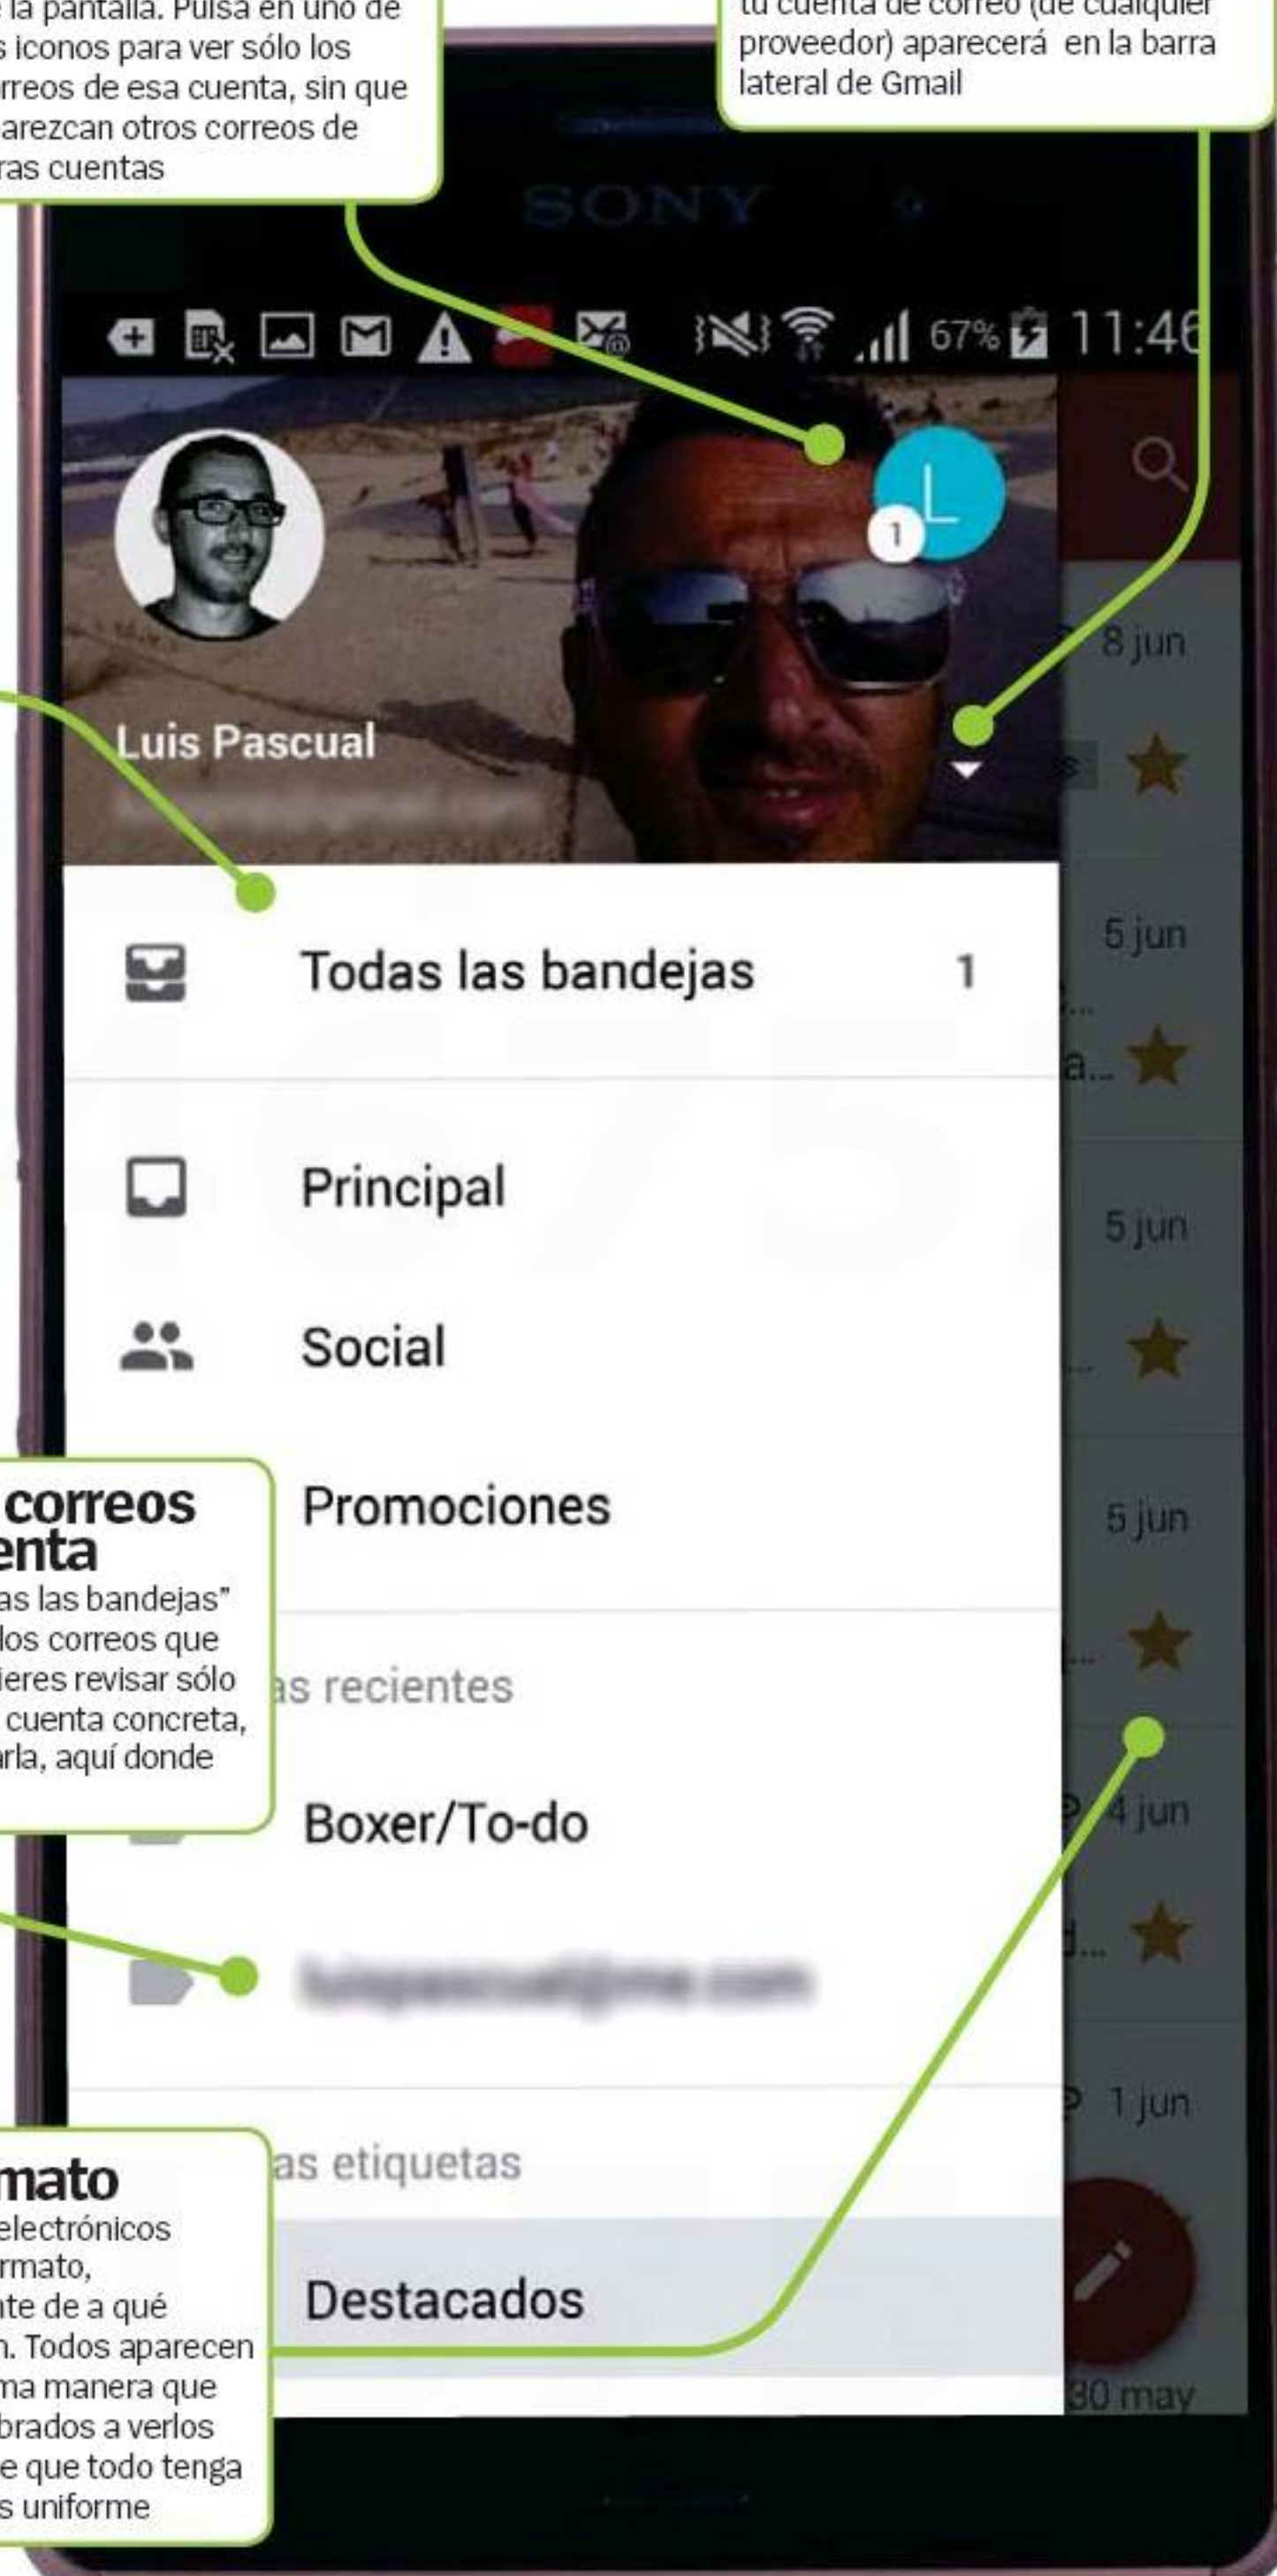 la pantalla. Pulsa en uno de
iconos para ver sólo los
rreos de esa cuenta, sin que
arezcan otros correos de
ras cuentas
tu cuenta de correo (de cualquier
proveedor) aparecerá en la barra
lateral de Gmail
SONY
67% 11:46
L
1
8 jun
Luis Pascual
s
5 jun
Todas las bandejas 1
a...
Principal
5 jun
Social
...
Promociones
5 jun
correos
enta
as las bandejas”
los correos que
ieres revisar sólo
cuenta concreta,
arla, aquí donde
as recientes
...
Boxer/To-do
4 jun
d...
1 jun
as etiquetas
mato
electrónicos
rmato,
nte de a qué
n. Todos aparecen
ma manera que
brados a verlos
e que todo tenga
s uniforme
Destacados
30 may